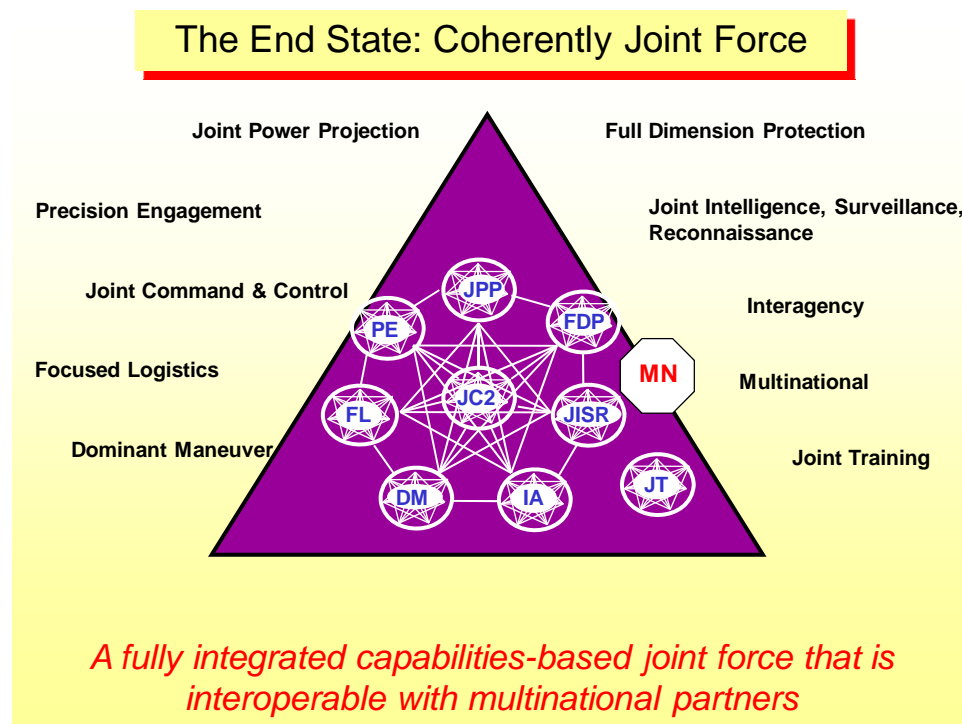 The End State: Coherently Joint Force
Joint Power Projection
Full Dimension Protection
Precision Engagement
Joint Intelligence, Surveillance,
Reconnaissance
Joint Command & Control
Interagency
Focused Logistics
Multinational
Dominant Maneuver
Joint Training
JPP
PE
FDP
MN
JC2
FL
JISR
DM
IA
JT
A fully integrated capabilities-based joint force that is
interoperable with multinational partners